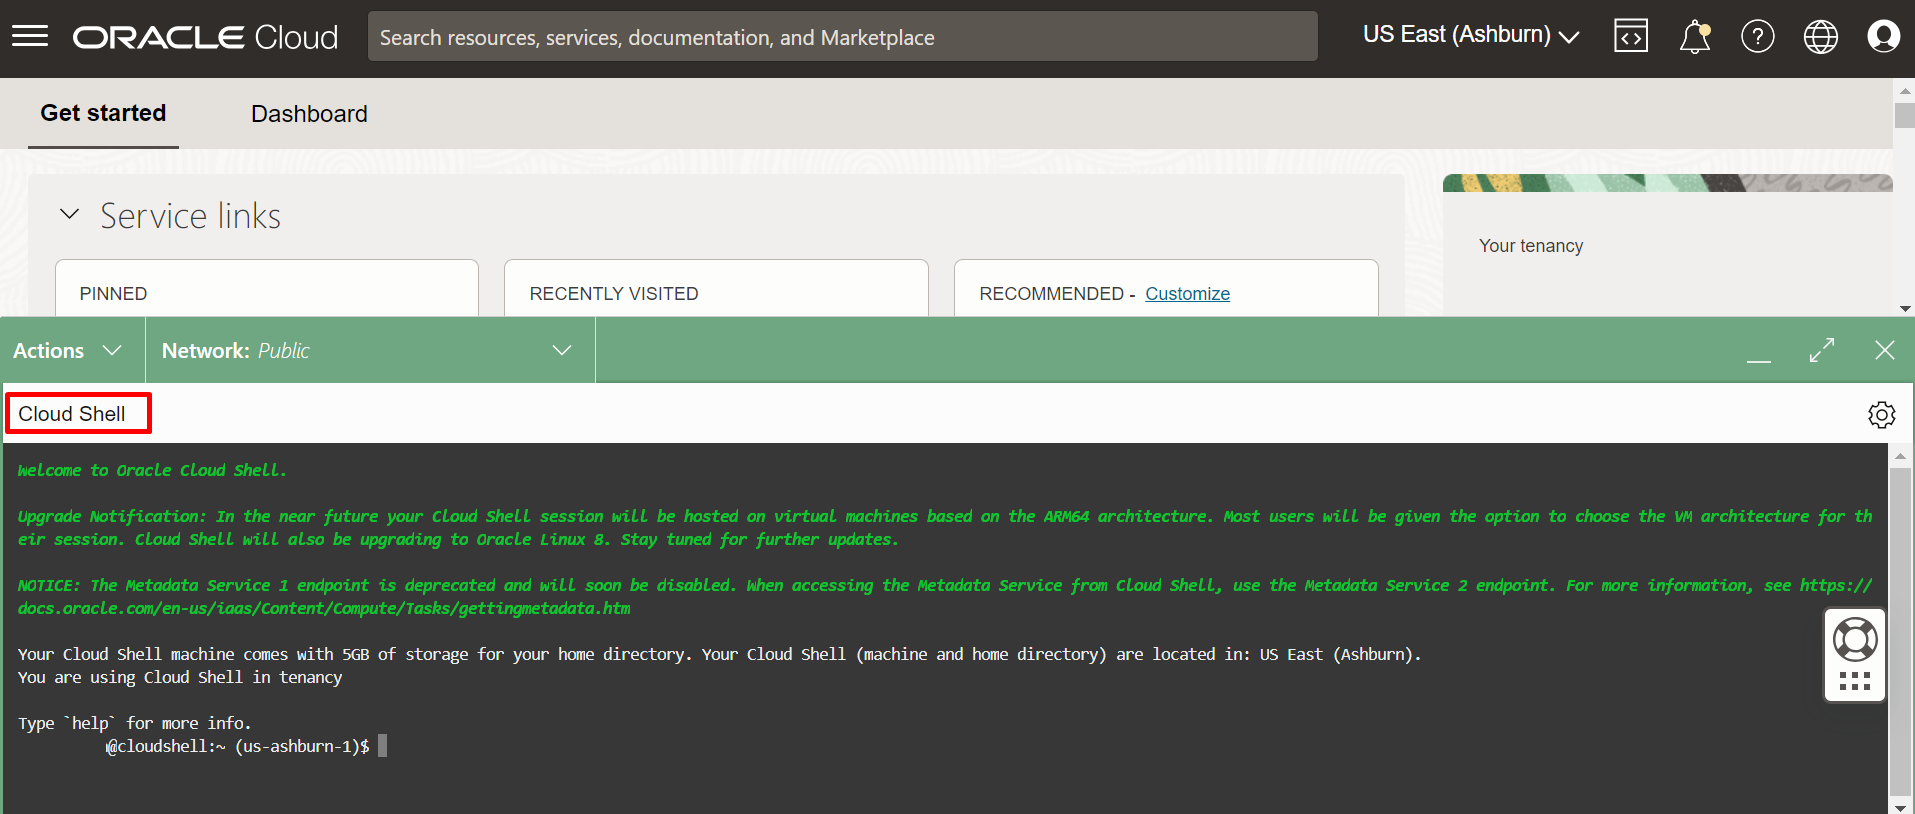 ORACLE Cloud
Search resources, services, documentation, and Marketplace
US East (Ashburn)
Get started
Dashboard
Service links
Your tenancy
PINNED
RECENTLY VISITED
RECOMMENDED - Customize
Actions
Network: Public
Cloud Shell
Welcome to Oracle Cloud Shell.
Upgrade Notification: In the near future your Cloud Shell session will be hosted on virtual machines based on the ARM64 architecture. Most users will be given the option to choose the VM architecture for th
eir session. Cloud Shell will also be upgrading to Oracle Linux 8. Stay tuned for further updates.
NOTICE: The Metadata Service 1 endpoint is deprecated and will soon be disabled. When accessing the Metadata Service from Cloud Shell, use the Metadata Service 2 endpoint. For more information, see https://
docs.oracle.com/en-us/iaas/Content/Compute/Tasks/gettingmetadata.htm
Your Cloud Shell machine comes with 5GB of storage for your home directory. Your Cloud Shell (machine and home directory) are located in: US East (Ashburn).
You are using Cloud Shell in tenancy
Type `help` for more info.
@cloudshell:~ (us-ashburn-1)$